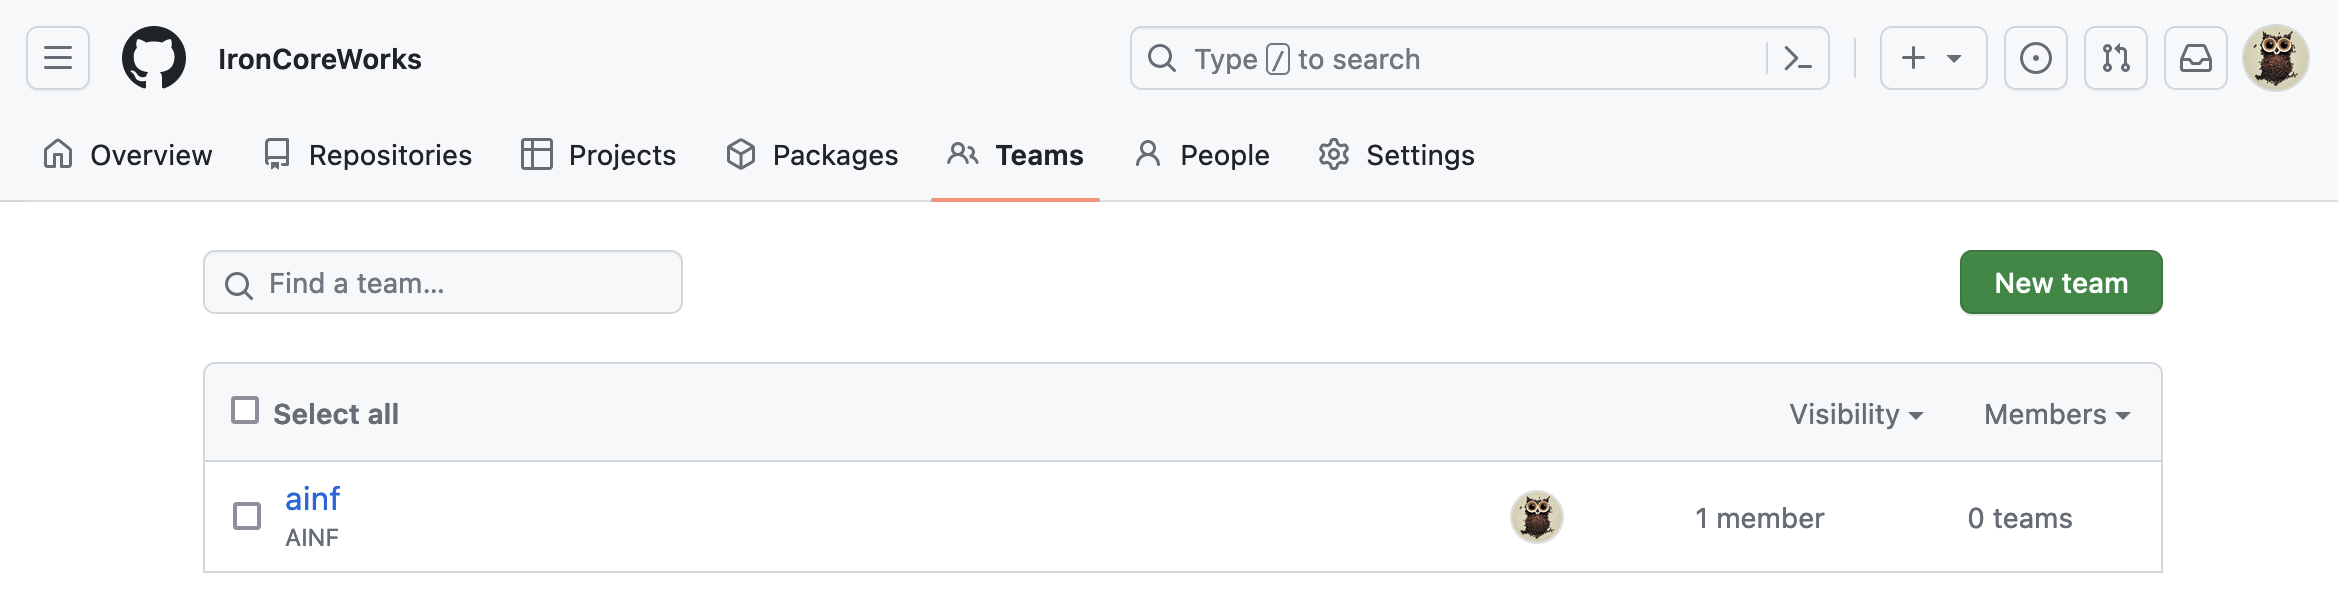 IronCoreWorks
Type / to search
Overview
Repositories
Projects
Packages
Teams
People
Settings
Find a team...
New team
Select all
Visibility
Members
ainf
AINF
1 member
0 teams